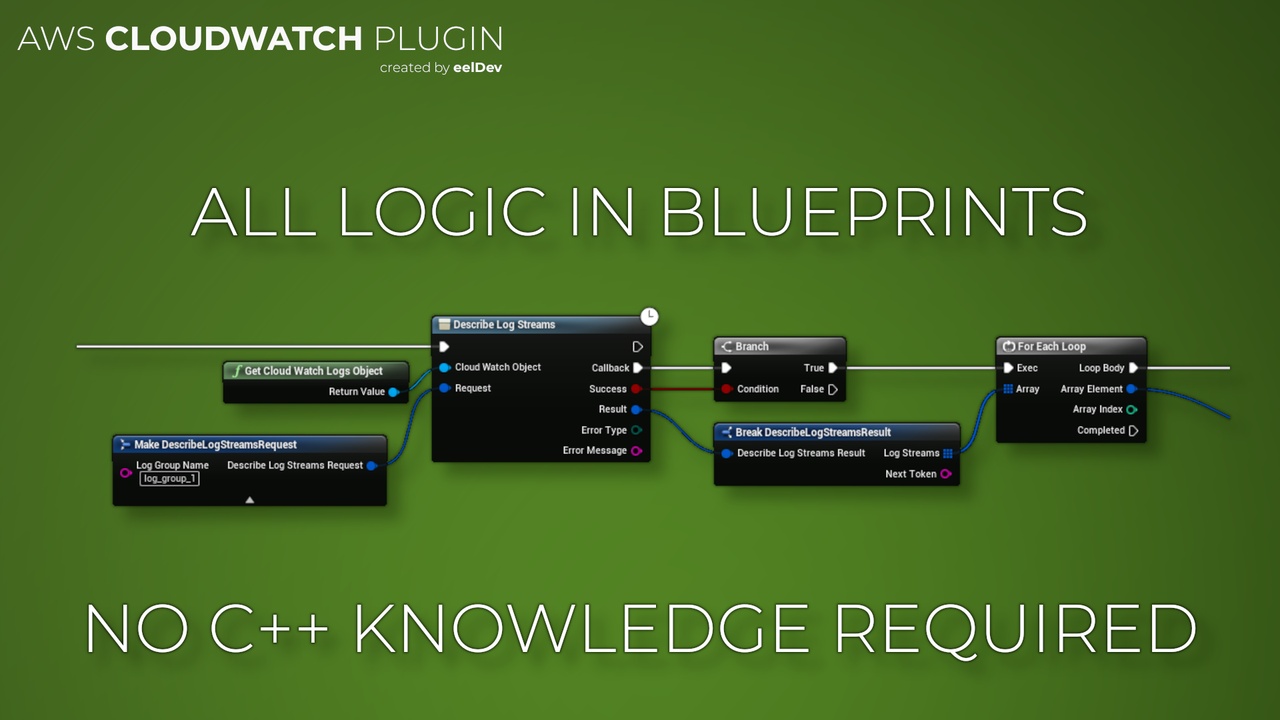 AWS CLOUDWATCH PLUGIN
created by eelDev
ALL LOGIC IN BLUEPRINTS
Describe Log Streams
Cloud Watch Object
Callback
Request
Success
Result
Error Type
Error Message
Get Cloud Watch Logs Object
Return Value
Make DescribeLogStreamsRequest
Log Group Name
Describe Log Streams Request
log_group_1
Branch
True
Condition
False
Break DescribeLogStreamsResult
Describe Log Streams Result
Log Streams
Next Token
For Each Loop
Exec
Loop Body
Array
Array Element
Array Index
Completed
NO C++ KNOWLEDGE REQUIRED